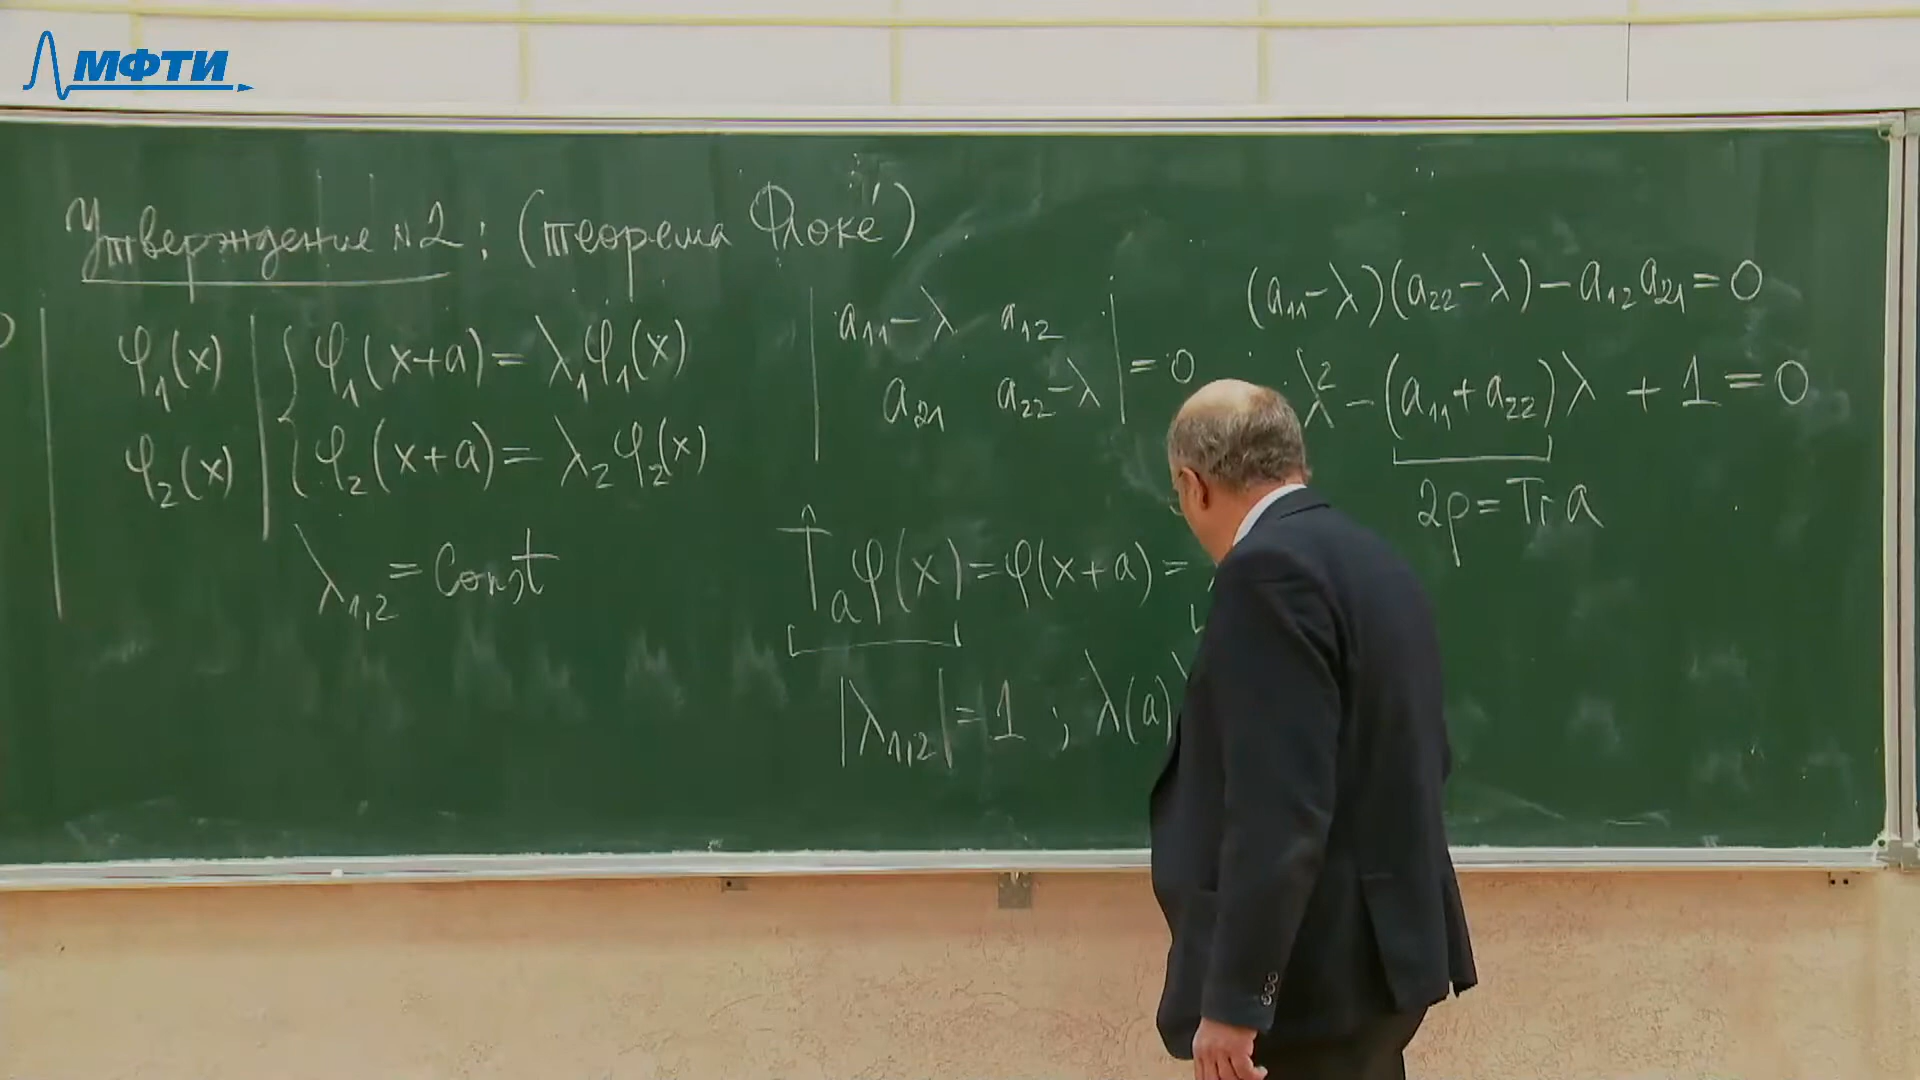 МФТИ
Утверждение №2 : (теорема Флоке)
φ₁(x) | { φ₁(x+a) = λ₁φ₁(x)
φ₂(x) | { φ₂(x+a) = λ₂φ₂(x)
λ₁,₂ = Const
| a₁₁-λ a₁₂ |
| a₂₁ a₂₂-λ | = 0
T̂ₐφ(x) = φ(x+a) =
|λ₁,₂| = 1 ; λ(a)
(a₁₁-λ)(a₂₂-λ) - a₁₂a₂₁ = 0
λ² - (a₁₁+a₂₂)λ + 1 = 0
2p = Tr a